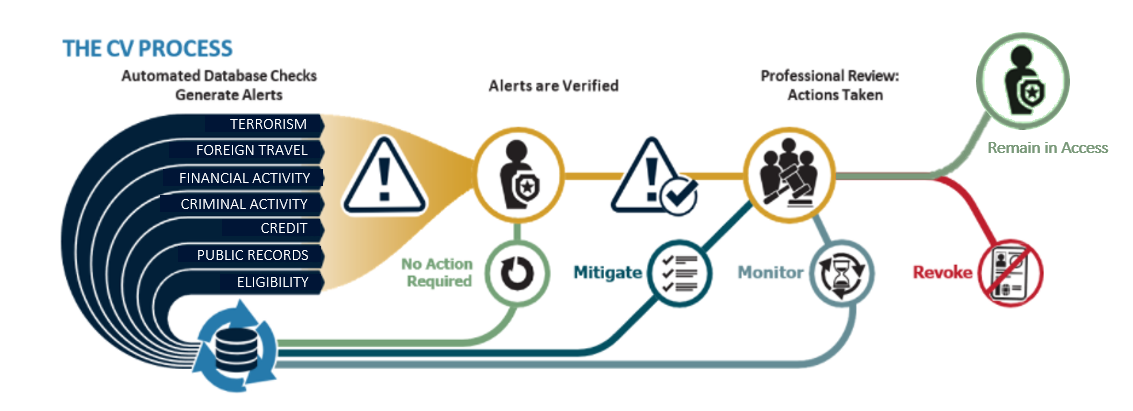 THE CV PROCESS
Automated Database Checks
Generate Alerts
Alerts are Verified
Professional Review:
Actions Taken
TERRORISM
FOREIGN TRAVEL
FINANCIAL ACTIVITY
CRIMINAL ACTIVITY
CREDIT
PUBLIC RECORDS
ELIGIBILITY
Remain in Access
No Action
Required
Mitigate
Monitor
Revoke